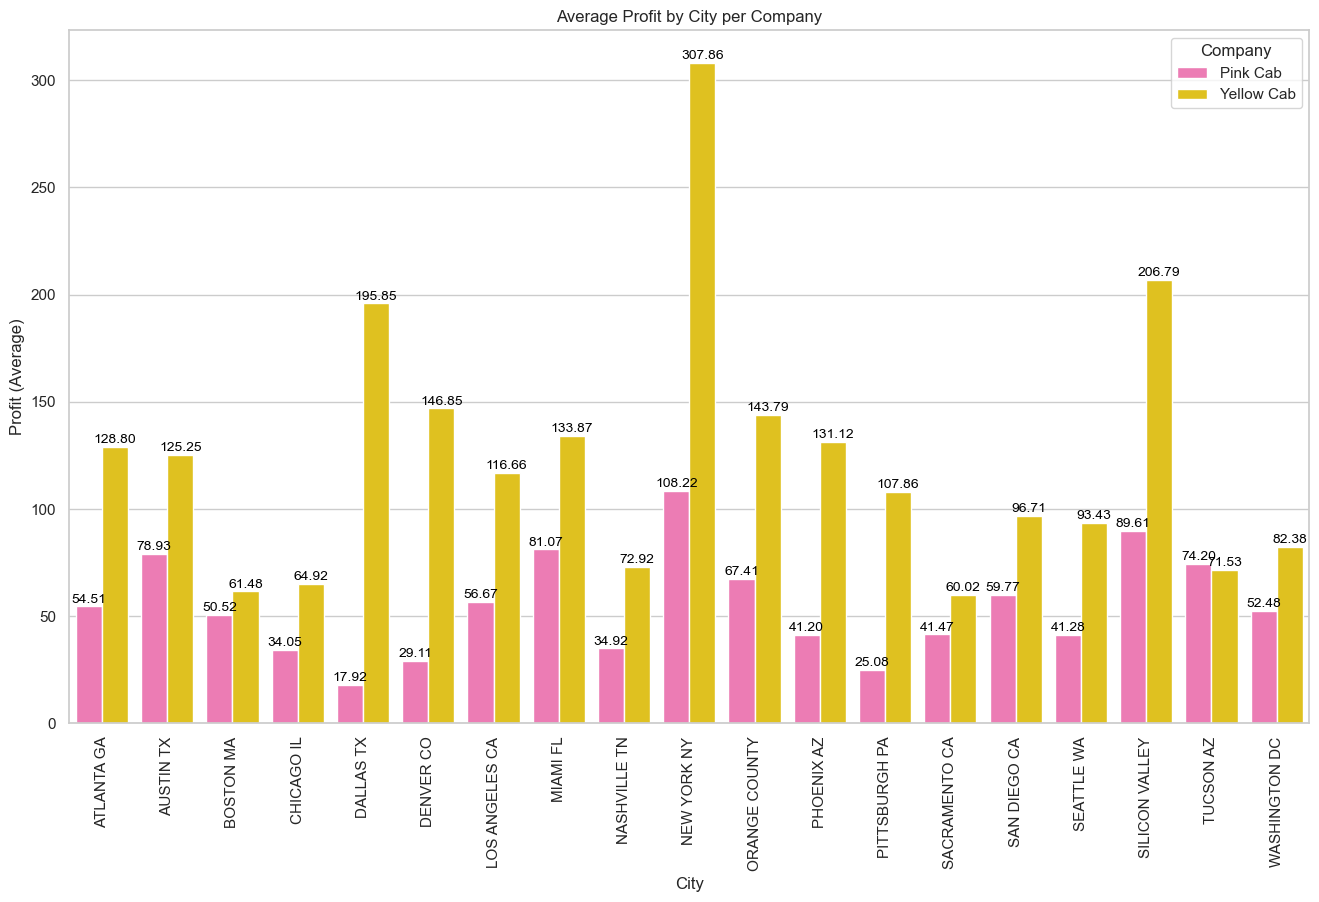 Average Profit by City per Company
Company
Pink Cab
Yellow Cab
Profit (Average)
300
250
200
150
100
50
0
54.51
128.80
78.93
125.25
50.52
61.48
34.05
64.92
17.92
195.85
29.11
146.85
56.67
116.66
81.07
133.87
34.92
72.92
108.22
307.86
67.41
143.79
41.20
131.12
25.08
107.86
41.47
60.02
59.77
96.71
41.28
93.43
89.61
206.79
74.20
71.53
52.48
82.38
ATLANTA GA
AUSTIN TX
BOSTON MA
CHICAGO IL
DALLAS TX
DENVER CO
LOS ANGELES CA
MIAMI FL
NASHVILLE TN
NEW YORK NY
ORANGE COUNTY
PHOENIX AZ
PITTSBURGH PA
SACRAMENTO CA
SAN DIEGO CA
SEATTLE WA
SILICON VALLEY
TUCSON AZ
WASHINGTON DC
City